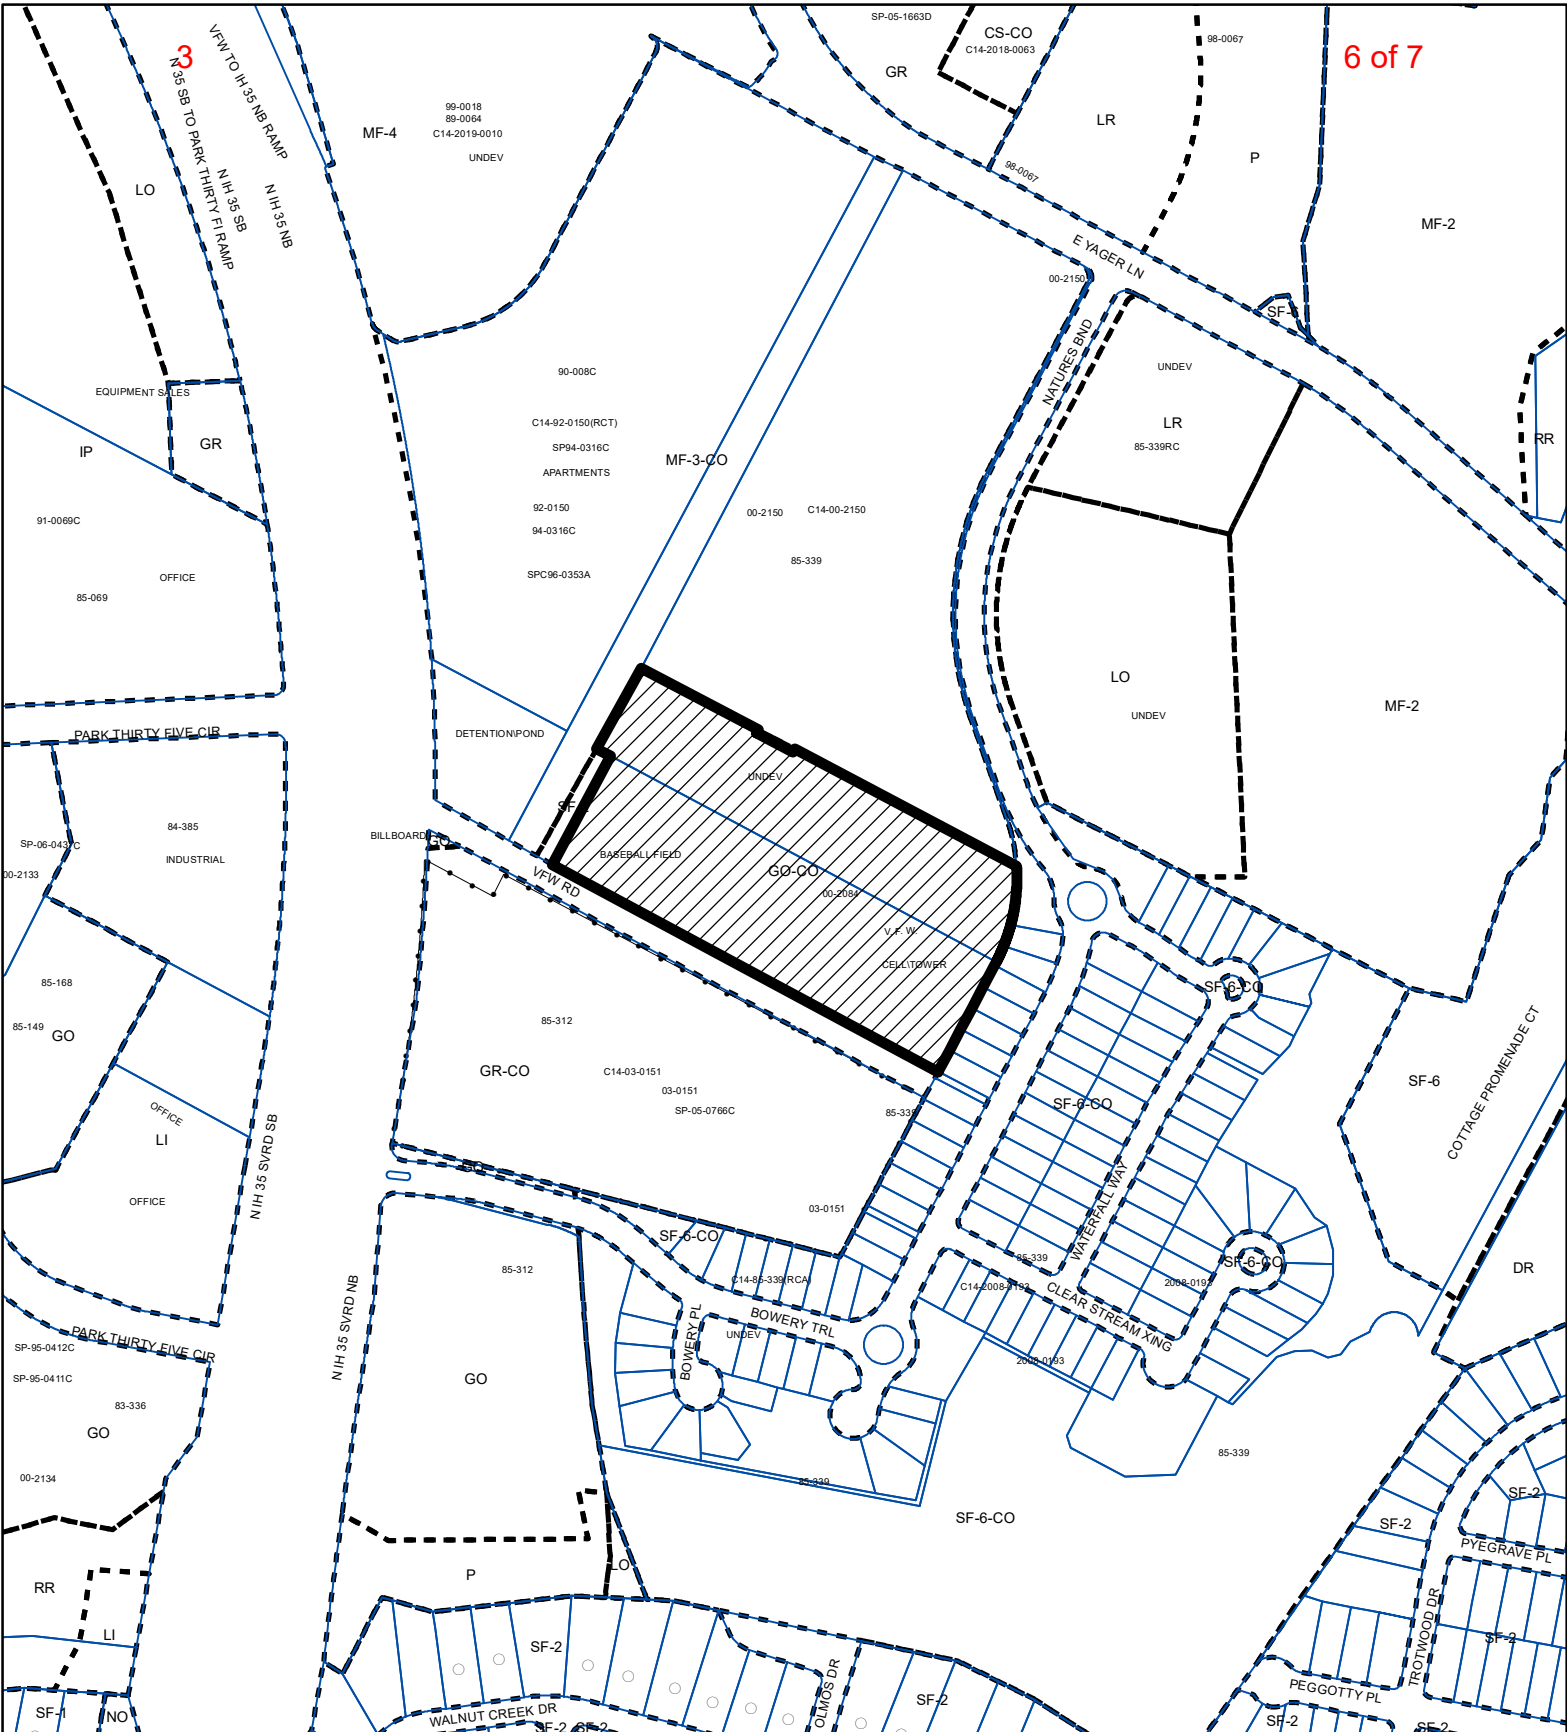 SP-05-1663D
CS-CO
C14-2018-0063
98-0067
3
6 of 7
VFW TO IH 35 NB RAMP
N 35 SB TO PARK THIRTY FI RAMP
N IH 35 SB
N IH 35 NB
GR
MF-4
99-0018
89-0064
C14-2019-0010
UNDEV
LR
P
98-0067
LO
MF-2
E YAGER LN
00-2150
SF-6
NATURES BND
UNDEV
LR
85-339RC
RR
EQUIPMENT SALES
GR
IP
90-008C
C14-92-0150(RCT)
SP94-0316C
MF-3-CO
APARTMENTS
92-0150
94-0316C
00-2150
C14-00-2150
85-339
SPC96-0353A
91-0069C
OFFICE
85-069
LO
UNDEV
MF-2
PARK THIRTY FIVE CIR
DETENTION\POND
UNDEV
84-385
INDUSTRIAL
00-2133
BILLBOARD
GO
BASEBALL FIELD
VFW RD
GO-CO
00-2084
V. F. W.
CELL\TOWER
85-168
85-149
GO
SF-6-CO
85-312
GR-CO
C14-03-0151
03-0151
SP-05-0766C
85-339
SF-6-CO
SF-6
COTTAGE PROMENADE CT
OFFICE
LI
OFFICE
N IH 35 SVRD SB
GO
03-0151
WATERFALL WAY
SF-6-CO
85-312
C14-85-339(RCA)
85-339
SF-6-CO
C14-2008-0193
2008-0193
CLEAR STREAM XING
DR
BOWERY PL
UNDEV
BOWERY TRL
2008-0193
PARK THIRTY FIVE CIR
SP-95-0412C
SP-95-0411C
83-336
GO
00-2134
N IH 35 SVRD NB
GO
85-339
85-339
SF-6-CO
SF-2
SF-2
PYEGRAVE PL
P
LO
RR
LI
TROTWOOD DR
SF-2
SF-2
OLMOS DR
SF-2
PEGGOTTY PL
SF-1
NO
WALNUT CREEK DR
SF-2
SF-2
SF-2
SF-2